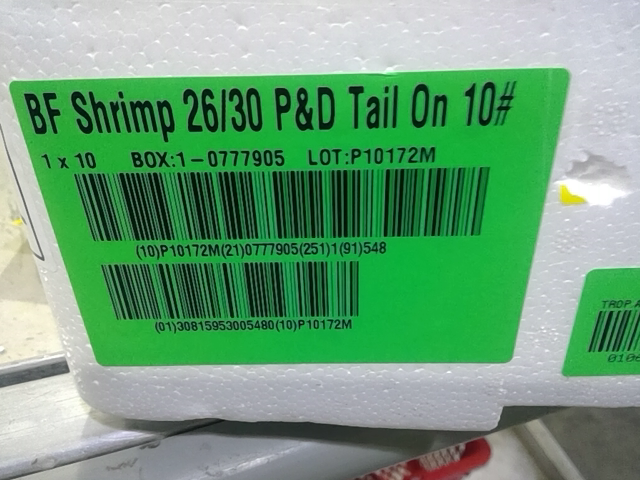 BF Shrimp 26/30 P&D Tail On 10#
1 x 10 BOX:1-0777905 LOT:P10172M
(10)P10172M(21)0777905(251)1(91)548
(01)30815953005480(10)P10172M
TROP